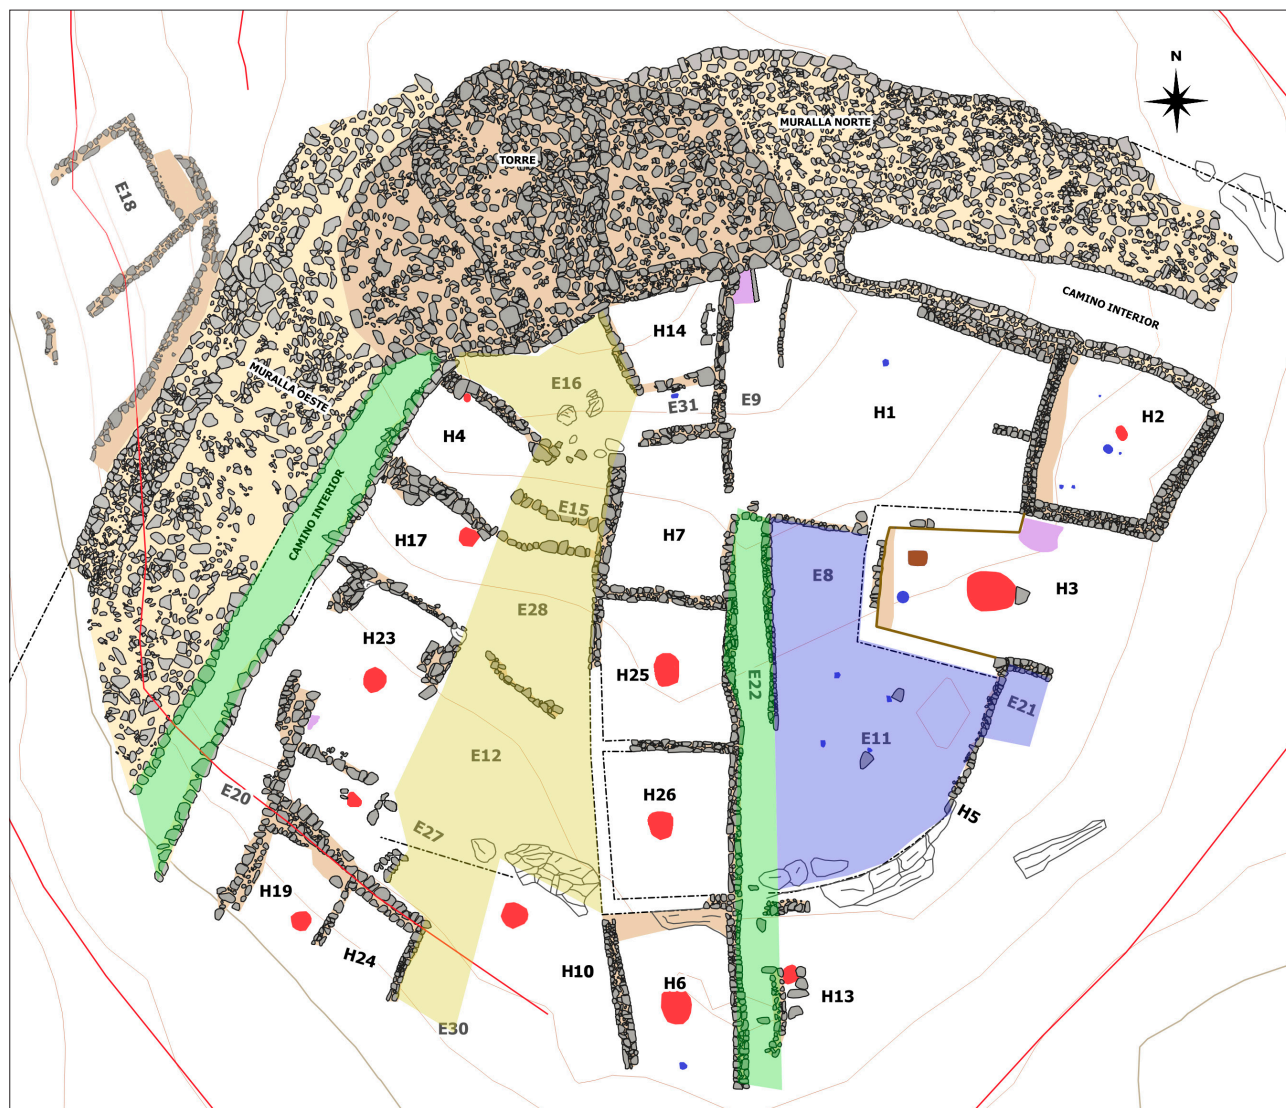 N
MURALLA NORTE
TORRE
E18
CAMINO INTERIOR
H14
E16
MURALLA OESTE
E31
E9
H1
H2
H4
E15
CAMINO INTERIOR
H17
H7
E8
H3
E28
H23
H25
E22
E21
E11
E12
E20
H26
H5
E27
H19
H24
H10
H6
H13
E30